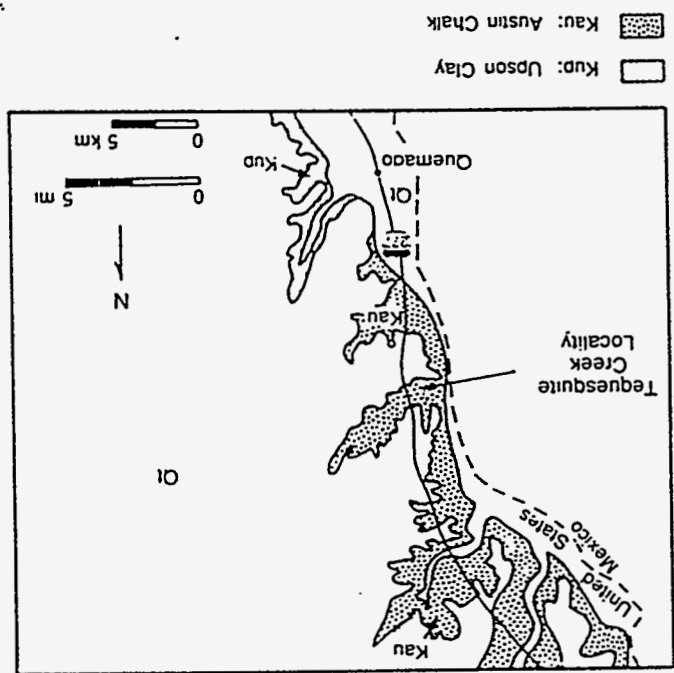 Kau
United States
Mexico
Qt
Tequesquite
Creek
Locality
Kau
N
Qt
Quemado
Kup
0 5 mi
0 5 km
Kup: Upson Clay
Kau: Austin Chalk